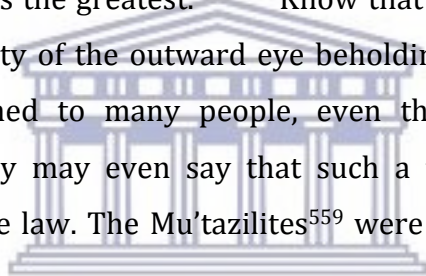 s the greatest. Know that
ty of the outward eye beholdin
ned to many people, even th
y may even say that such a
e law. The Mu’tazilites559 were